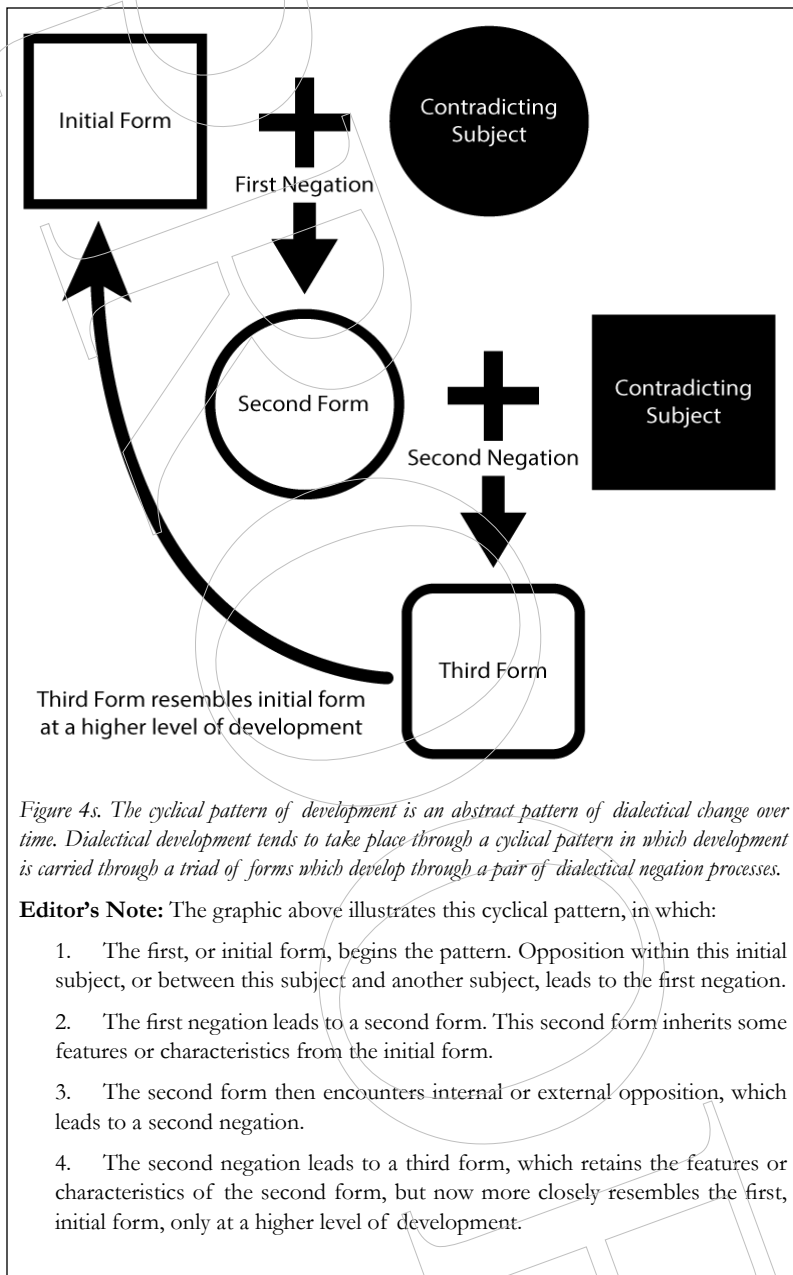 Initial Form
Contradicting
Subject
First Negation
Second Form
Contradicting
Subject
Second Negation
Third Form
Third Form resembles initial form
at a higher level of development
Figure 4s. The cyclical pattern of development is an abstract pattern of dialectical change over
time. Dialectical development tends to take place through a cyclical pattern in which development
is carried through a triad of forms which develop through a pair of dialectical negation processes.
Editor's Note: The graphic above illustrates this cyclical pattern, in which:
1. The first, or initial form, begins the pattern. Opposition within this initial
subject, or between this subject and another subject, leads to the first negation.
2. The first negation leads to a second form. This second form inherits some
features or characteristics from the initial form.
3. The second form then encounters internal or external opposition, which
leads to a second negation.
4. The second negation leads to a third form, which retains the features or
characteristics of the second form, but now more closely resembles the first,
initial form, only at a higher level of development.